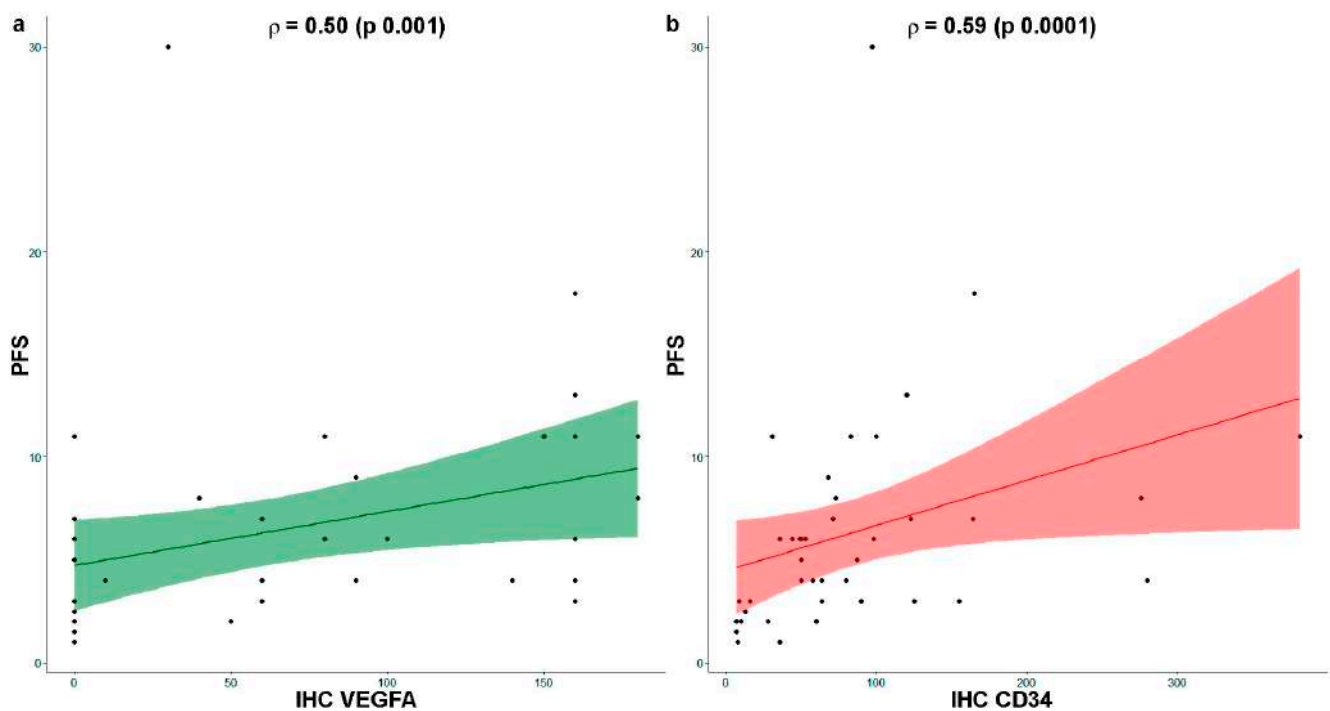 a
ρ = 0.50 (p 0.001)
30
20
PFS
10
0
0 50 100 150
IHC VEGFA
b
ρ = 0.59 (p 0.0001)
30
20
PFS
10
0
0 100 200 300
IHC CD34